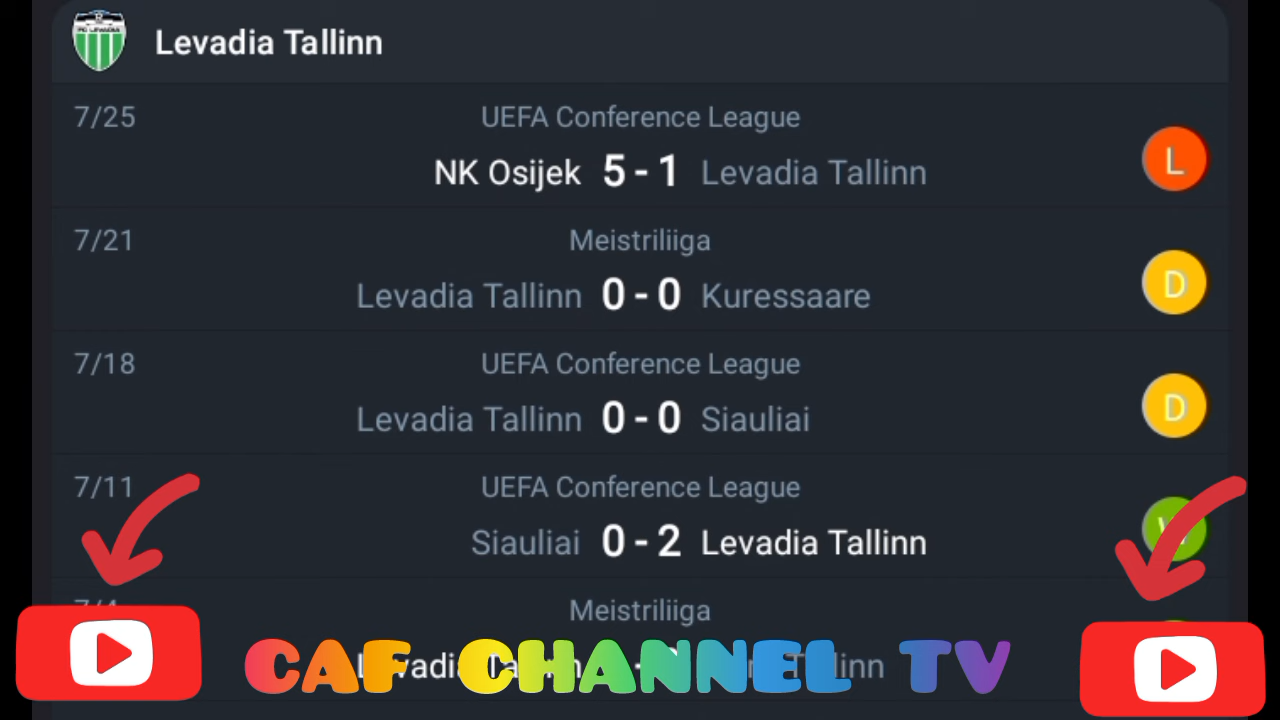 Levadia Tallinn
7/25 UEFA Conference League
NK Osijek 5 - 1 Levadia Tallinn L
7/21 Meistriliiga
Levadia Tallinn 0 - 0 Kuressaare D
7/18 UEFA Conference League
Levadia Tallinn 0 - 0 Siauliai D
7/11 UEFA Conference League
Siauliai 0 - 2 Levadia Tallinn W
7/4 Meistriliiga
CAF CHANNEL TV